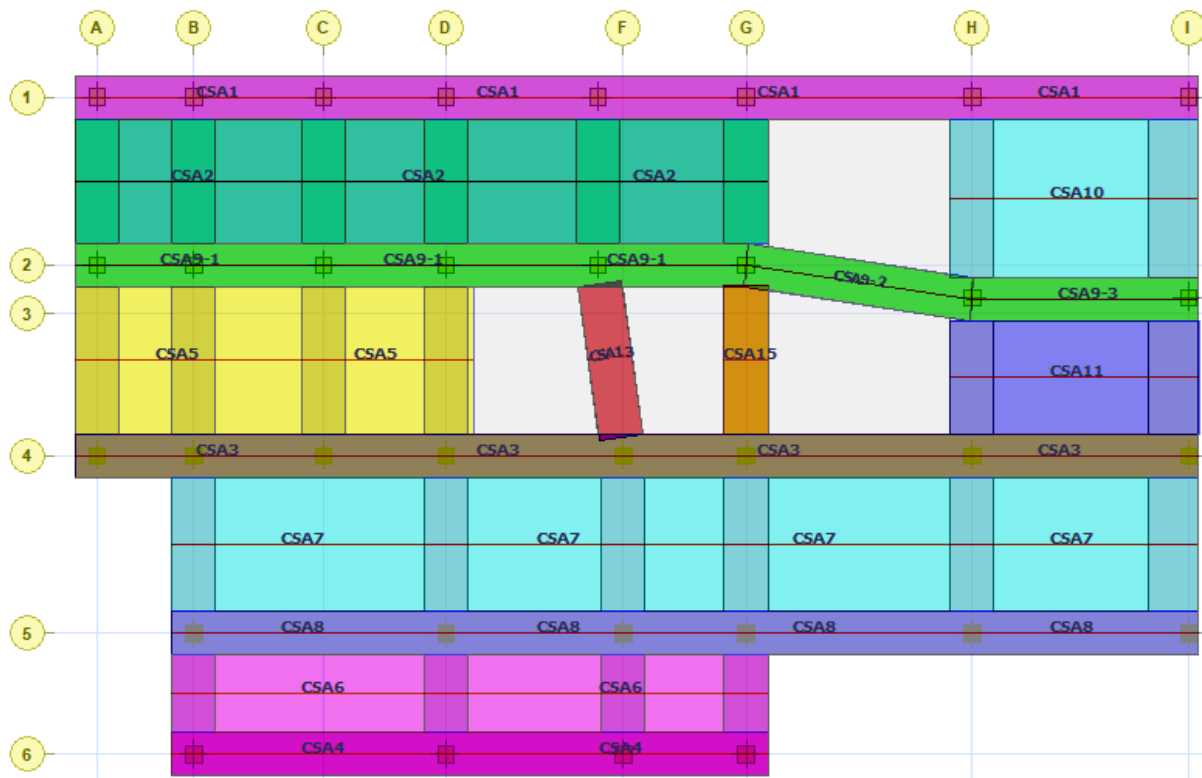 A B C D F G H I
1 CSA1 CSA1 CSA1 CSA1
CSA2 CSA2 CSA2 CSA10
2 CSA9-1 CSA9-1 CSA9-1 CSA9-2 CSA9-3
3
CSA5 CSA5 CSA13 CSA15 CSA11
4 CSA3 CSA3 CSA3 CSA3
CSA7 CSA7 CSA7 CSA7
5 CSA8 CSA8 CSA8 CSA8
CSA6 CSA6
6 CSA4 CSA4